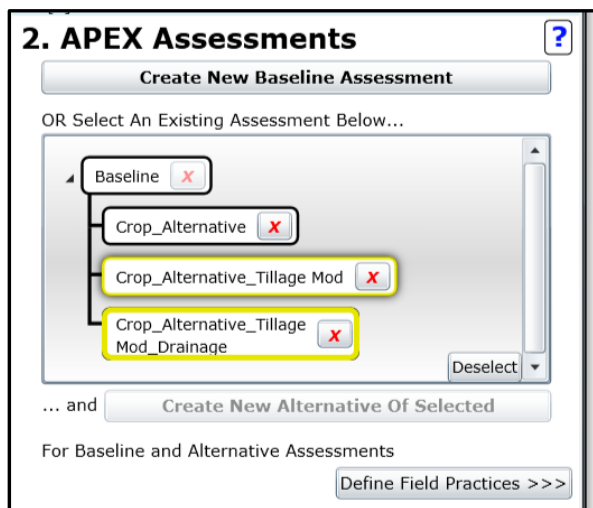 2. APEX Assessments
?
Create New Baseline Assessment
OR Select An Existing Assessment Below...
Baseline X
Crop_Alternative X
Crop_Alternative_Tillage Mod X
Crop_Alternative_Tillage
Mod_Drainage X
Deselect
... and Create New Alternative Of Selected
For Baseline and Alternative Assessments
Define Field Practices >>>